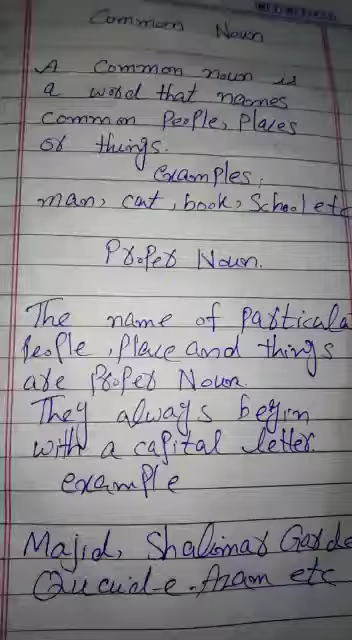 Common Noun
A common noun is
a word that names
common People, Places
or things.
examples,
man, cat, book, School etc
Proper Noun.
The name of particula
People, Place and things
are Proper Noun.
They always begin
with a capital letter.
example
Majid, Shalimar Garde
Quaid-e-Azam etc